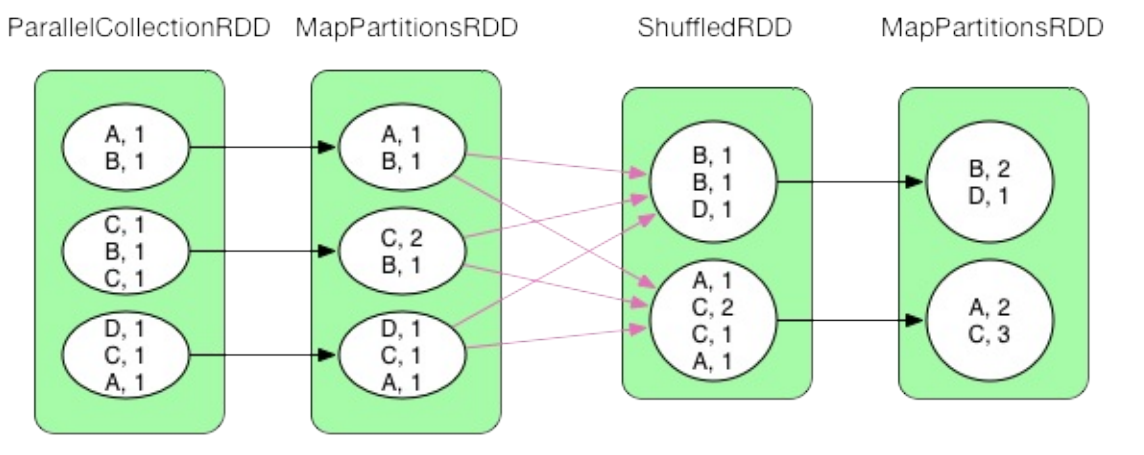 ParallelCollectionRDD
MapPartitionsRDD
ShuffledRDD
MapPartitionsRDD
A, 1
B, 1
C, 1
B, 1
C, 1
D, 1
C, 1
A, 1
A, 1
B, 1
C, 2
B, 1
D, 1
C, 1
A, 1
B, 1
B, 1
D, 1
A, 1
C, 2
C, 1
A, 1
B, 2
D, 1
A, 2
C, 3